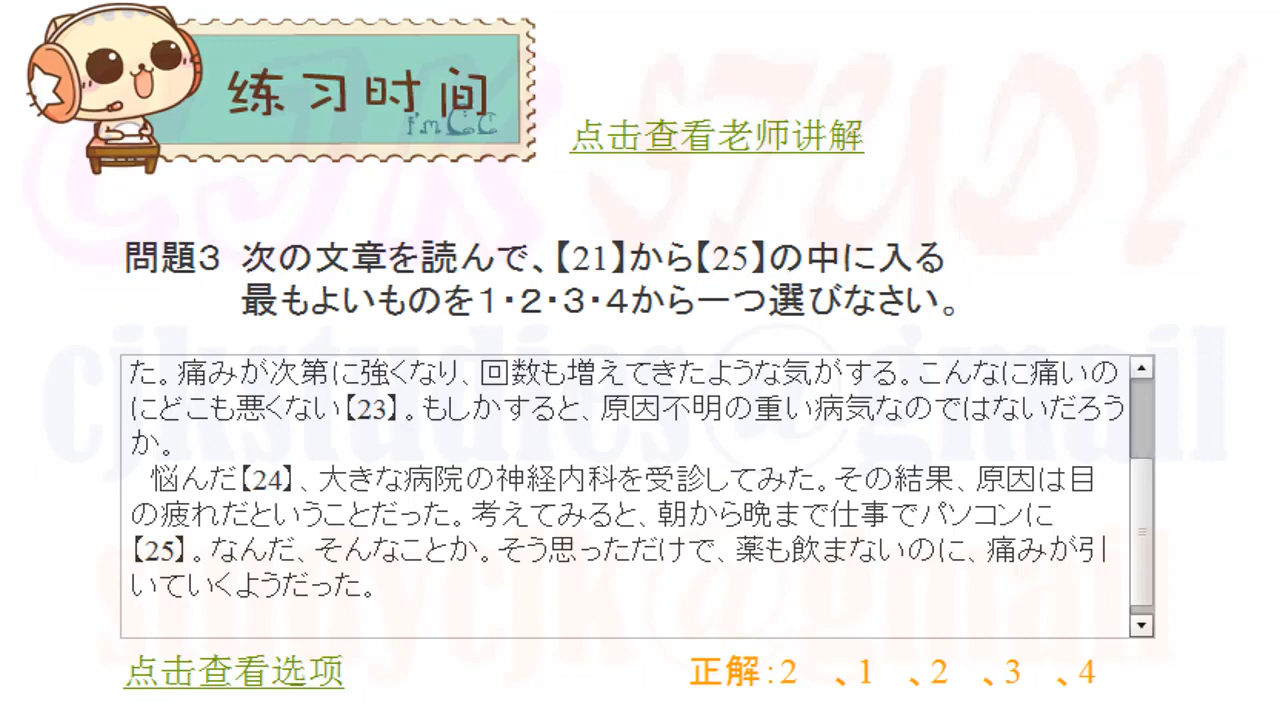 练习时间
I'm CC
点击查看老师讲解
問題3 次の文章を読んで、【21】から【25】の中に入る
最もよいものを1・2・3・4から一つ選びなさい。
た。痛みが次第に強くなり、回数も増えてきたような気がする。こんなに痛いの
にどこも悪くない【23】。もしかすると、原因不明の重い病気なのではないだろう
か。
悩んだ【24】、大きな病院の神経内科を受診してみた。その結果、原因は目
の疲れだということだった。考えてみると、朝から晩まで仕事でパソコンに
【25】。なんだ、そんなことか。そう思っただけで、薬も飲まないのに、痛みが引
いていくようだった。
点击查看选项
正解:2 、1 、2 、3 、4
CJK STUDY
cjkstudies@gmail